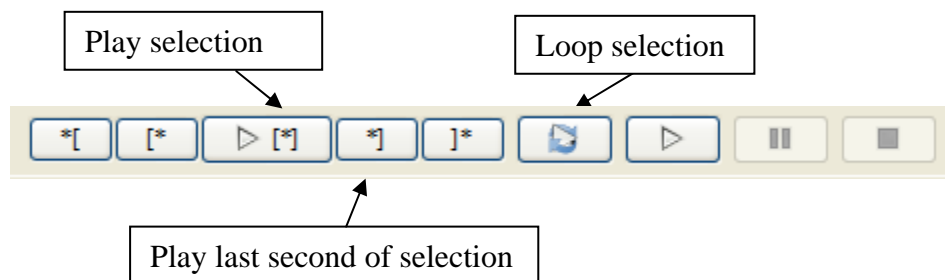 Play selection
Loop selection
*[ [* [*] *] ]*
Play last second of selection